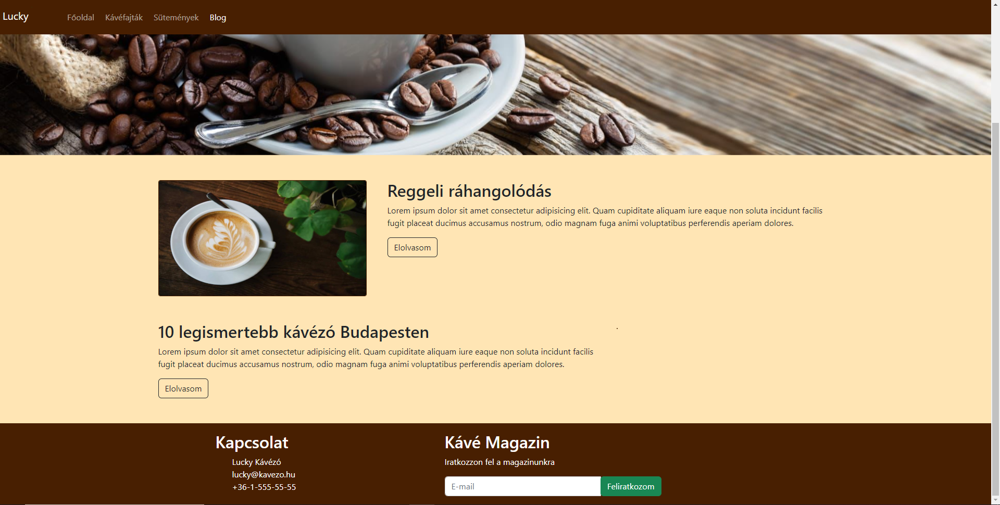 Lucky
Főoldal
Kávéfajták
Sütemények
Blog
Reggeli ráhangolódás
Lorem ipsum dolor sit amet consectetur adipisicing elit. Quam cupiditate aliquam iure eaque non soluta incidunt facilis
fugit placeat ducimus accusamus nostrum, odio magnam fuga animi voluptatibus perferendis aperiam dolores.
Elolvasom
10 legismertebb kávézó Budapesten
Lorem ipsum dolor sit amet consectetur adipisicing elit. Quam cupiditate aliquam iure eaque non soluta incidunt facilis
fugit placeat ducimus accusamus nostrum, odio magnam fuga animi voluptatibus perferendis aperiam dolores.
Elolvasom
Kapcsolat
Lucky Kávézó
lucky@kavezo.hu
+36-1-555-55-55
Kávé Magazin
Iratkozzon fel a magazinunkra
E-mail
Feliratkozom